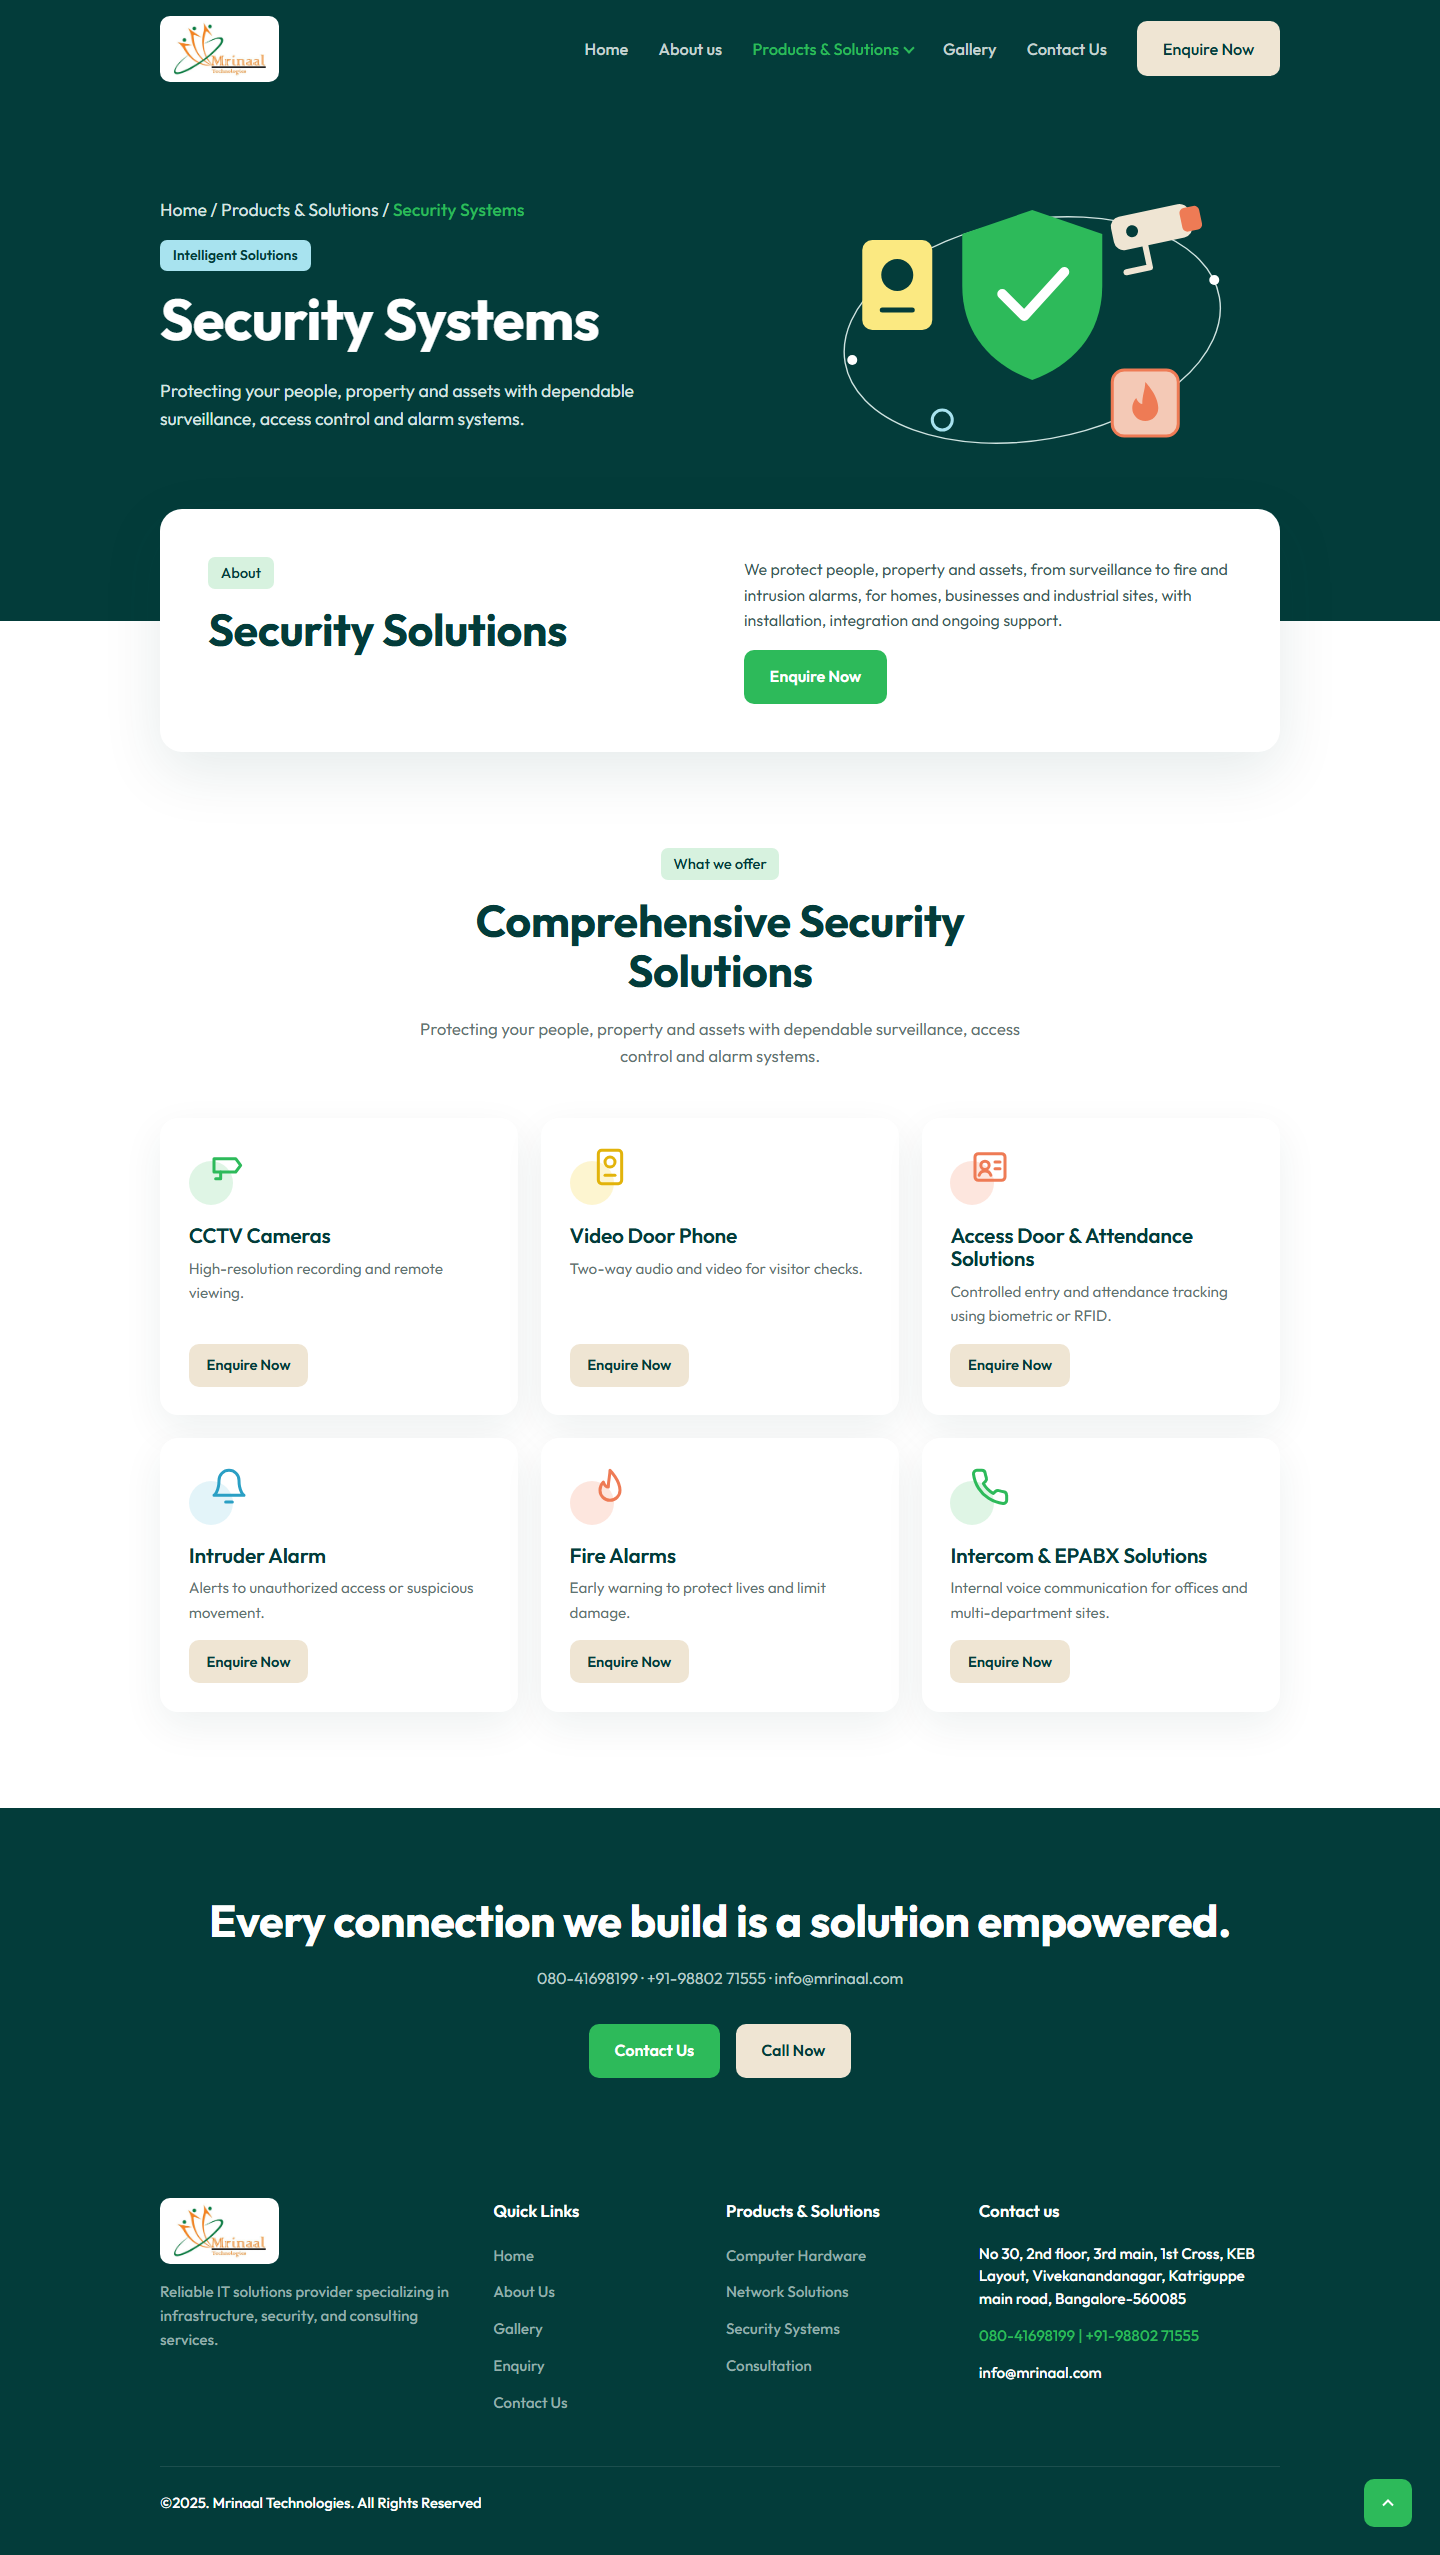 Mrinaal
Technologies
Home
About us
Products & Solutions
Gallery
Contact Us
Enquire Now
Home / Products & Solutions / Security Systems
Intelligent Solutions
Security Systems
Protecting your people, property and assets with dependable
surveillance, access control and alarm systems.
About
Security Solutions
We protect people, property and assets, from surveillance to fire and
intrusion alarms, for homes, businesses and industrial sites, with
installation, integration and ongoing support.
Enquire Now
What we offer
Comprehensive Security
Solutions
Protecting your people, property and assets with dependable surveillance, access
control and alarm systems.
CCTV Cameras
High-resolution recording and remote
viewing.
Enquire Now
Video Door Phone
Two-way audio and video for visitor checks.
Enquire Now
Access Door & Attendance
Solutions
Controlled entry and attendance tracking
using biometric or RFID.
Enquire Now
Intruder Alarm
Alerts to unauthorized access or suspicious
movement.
Enquire Now
Fire Alarms
Early warning to protect lives and limit
damage.
Enquire Now
Intercom & EPABX Solutions
Internal voice communication for offices and
multi-department sites.
Enquire Now
Every connection we build is a solution empowered.
080-41698199 · +91-98802 71555 · info@mrinaal.com
Contact Us
Call Now
Mrinaal
Technologies
Reliable IT solutions provider specializing in
infrastructure, security, and consulting
services.
Quick Links
Home
About Us
Gallery
Enquiry
Contact Us
Products & Solutions
Computer Hardware
Network Solutions
Security Systems
Consultation
Contact us
No 30, 2nd floor, 3rd main, 1st Cross, KEB
Layout, Vivekanandanagar, Katriguppe
main road, Bangalore-560085
080-41698199 | +91-98802 71555
info@mrinaal.com
©2025. Mrinaal Technologies. All Rights Reserved